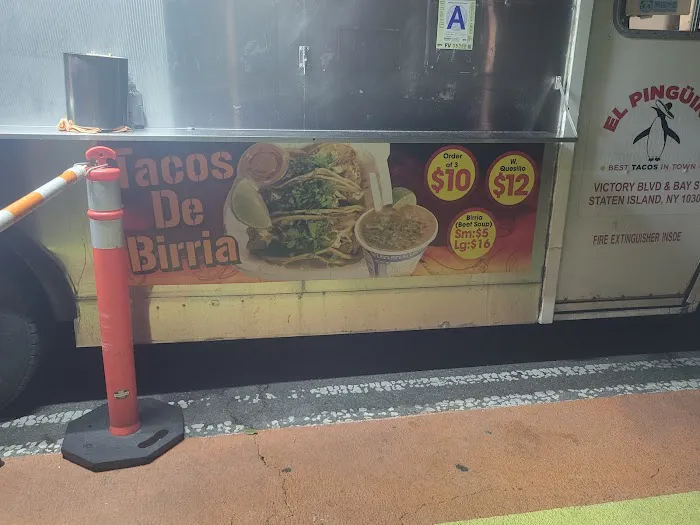 A
Tacos
De
Birria
Order
of 3
$10
W.
Quesillo
$12
Birria
(Beef Soup)
Sm:$5
Lg:$16
EL PINGÜI
BEST TACOS IN TOWN
VICTORY BLVD & BAY S
STATEN ISLAND, NY 1030
FIRE EXTINGUISHER INSIDE